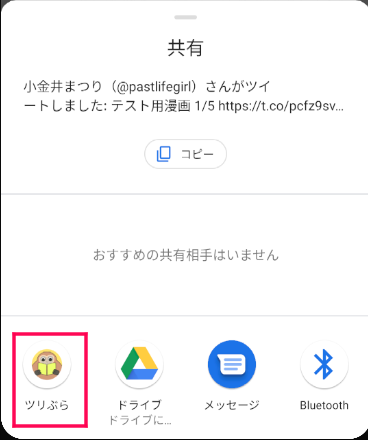 共有
小金井まつり（@pastlifegirl）さんがツイ
ートしました: テスト用漫画 1/5 https://t.co/pcfz9sv...
コピー
おすすめの共有相手はいません
ツリぶら
ドライブ
メッセージ
Bluetooth
ドライブに...